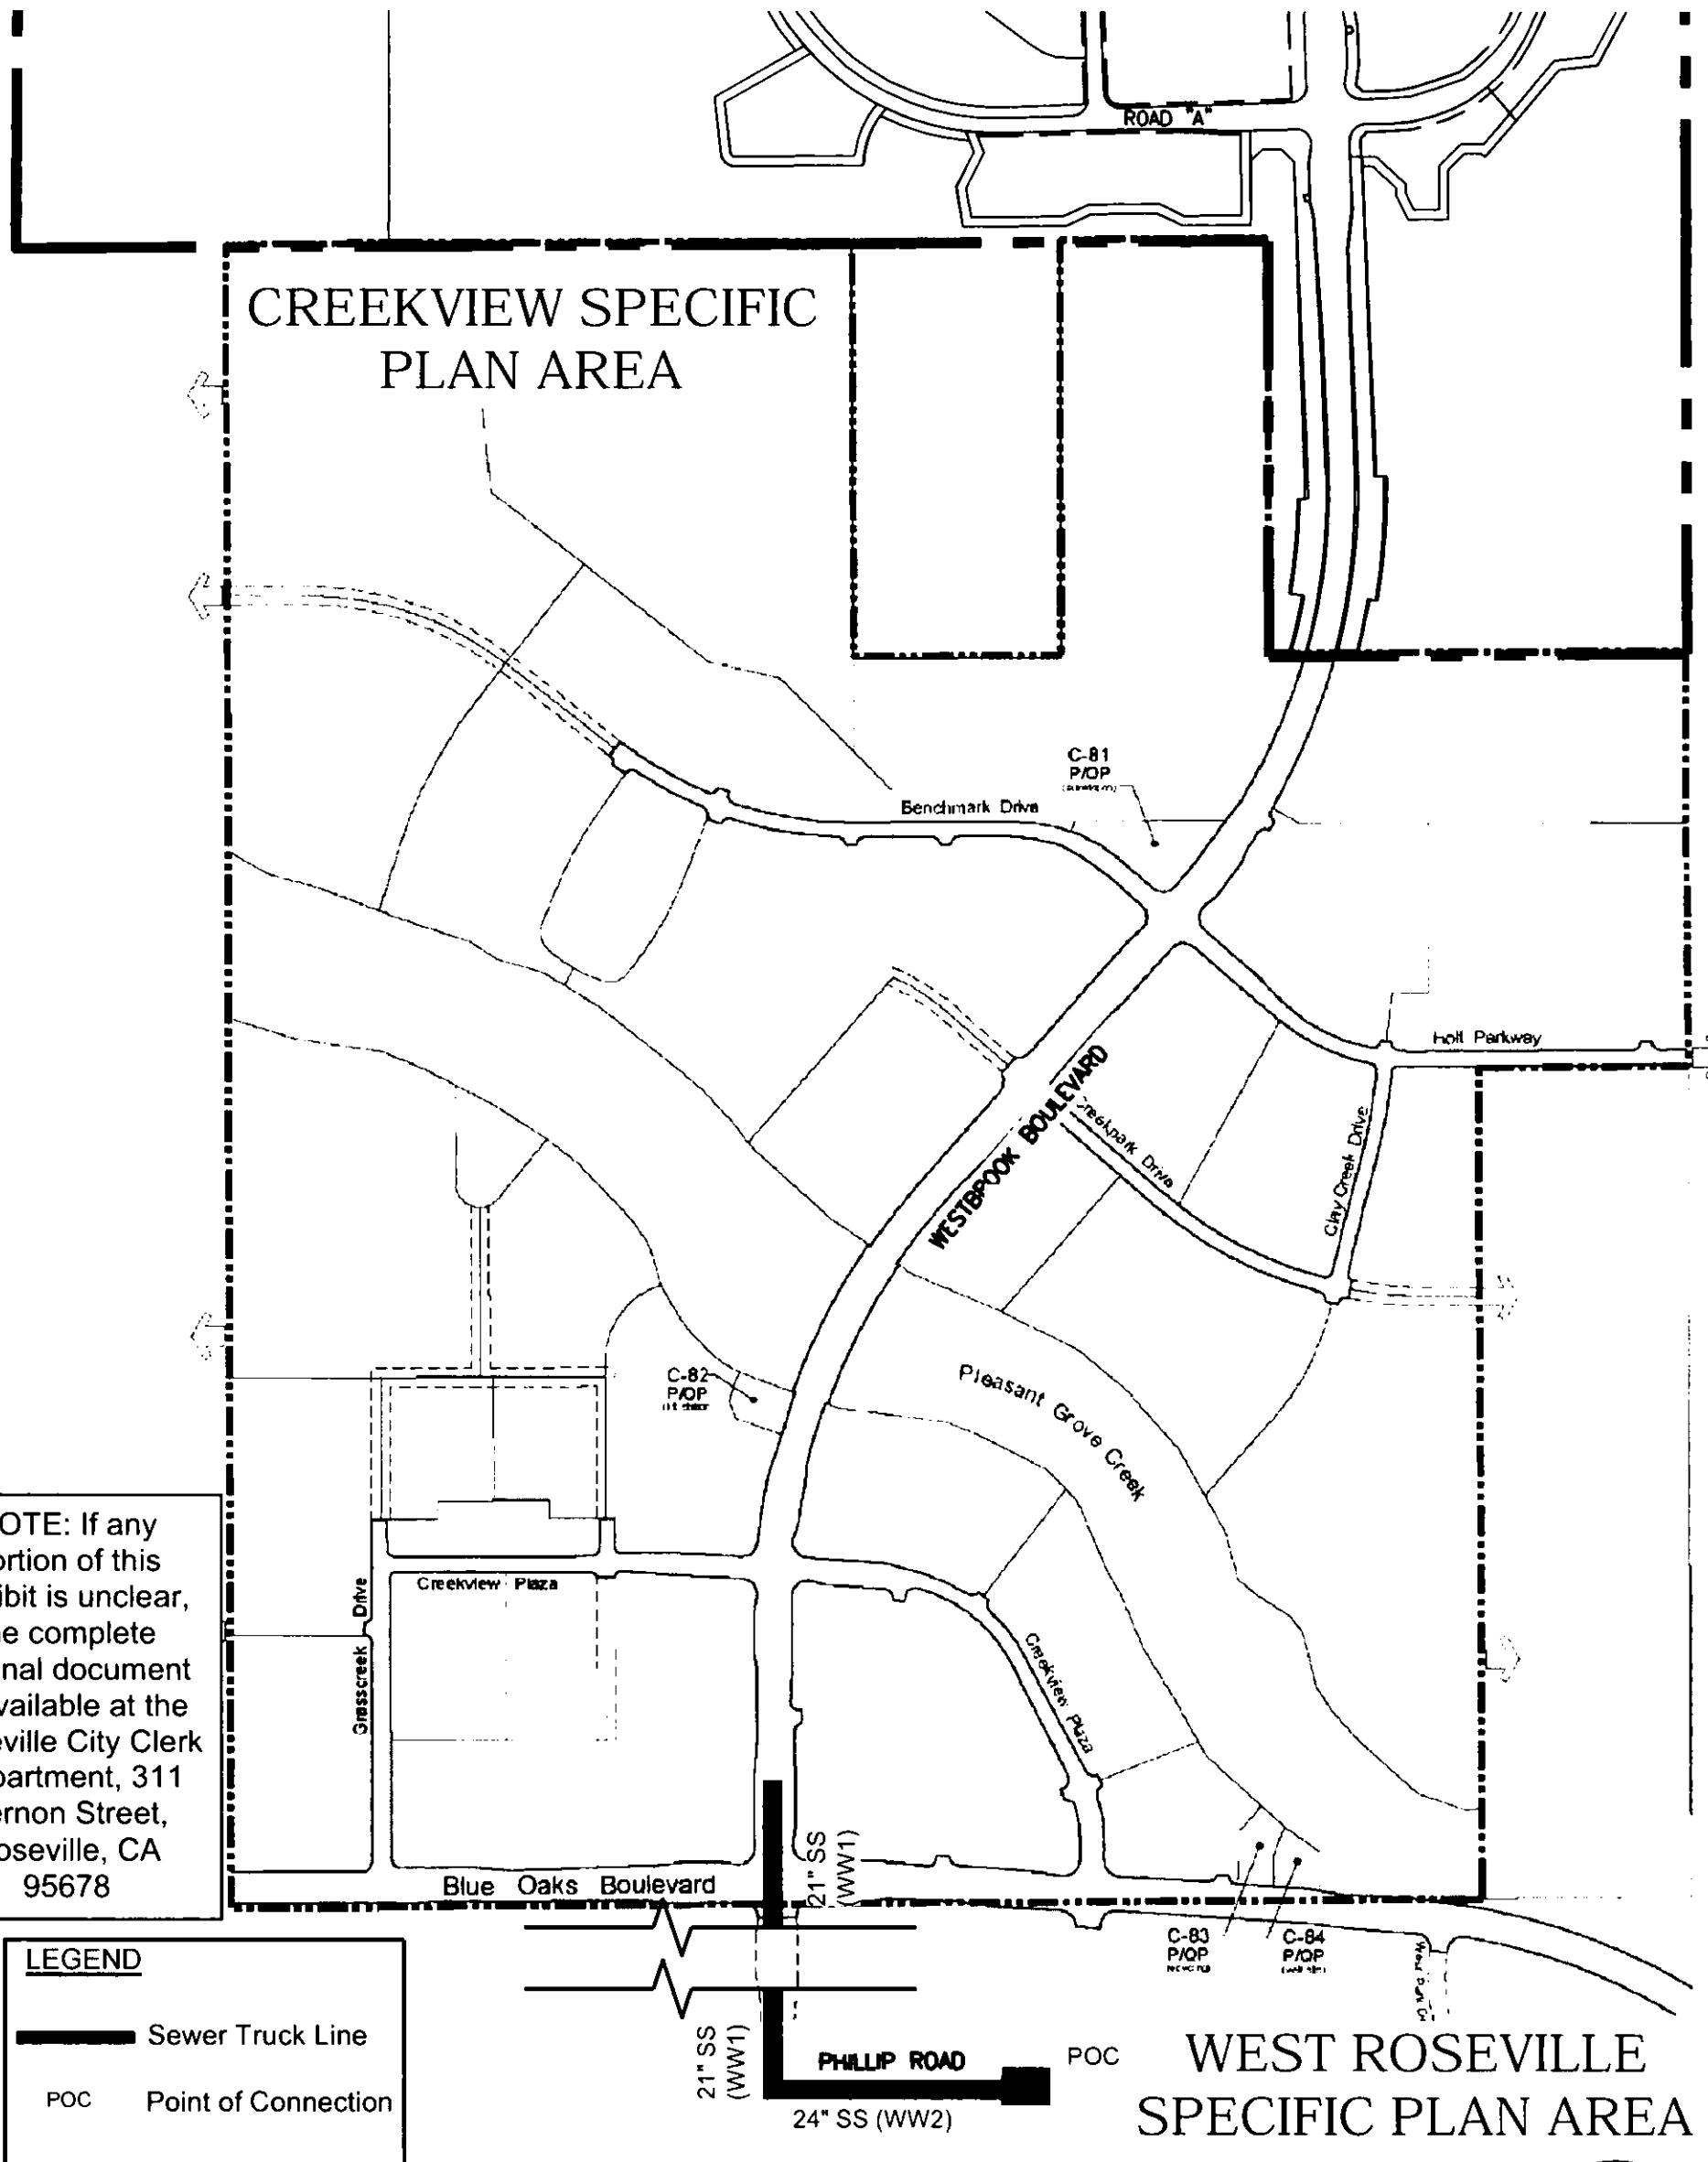 ROAD "A"
CREEKVIEW SPECIFIC
PLAN AREA
C-81
P/OP
Benchmark Drive
Holt Parkway
WESTBROOK BOULEVARD
Creekpark Drive
Clay Creek Drive
C-82
P/OP
Pleasant Grove Creek
OTE: If any
ortion of this
ibit is unclear,
e complete
nal document
vailable at the
eville City Clerk
partment, 311
ernon Street,
oseville, CA
95678
Creekview Plaza
Grasscreek Drive
Creekview Plaza
21" SS
(WW1)
Blue Oaks Boulevard
C-83
P/OP
C-84
P/OP
LEGEND
Sewer Truck Line
POC Point of Connection
21" SS
(WW1)
PHILLIP ROAD
POC
24" SS (WW2)
WEST ROSEVILLE
SPECIFIC PLAN AREA